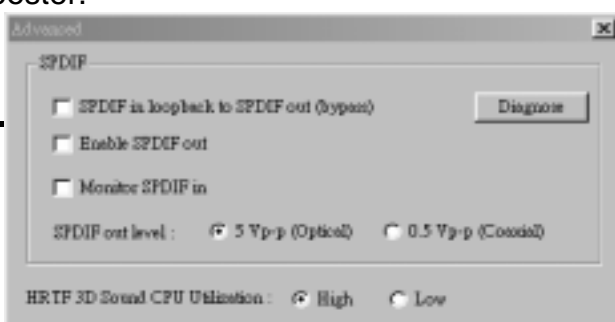 Advanced
SPDIF
SPDIF in loopback to SPDIF out (bypass)
Diagnose
Enable SPDIF out
Monitor SPDIF in
SPDIF out level : 5 Vp-p (Optical) 0.5 Vp-p (Coaxial)
HRTF 3D Sound CPU Utilization : High Low